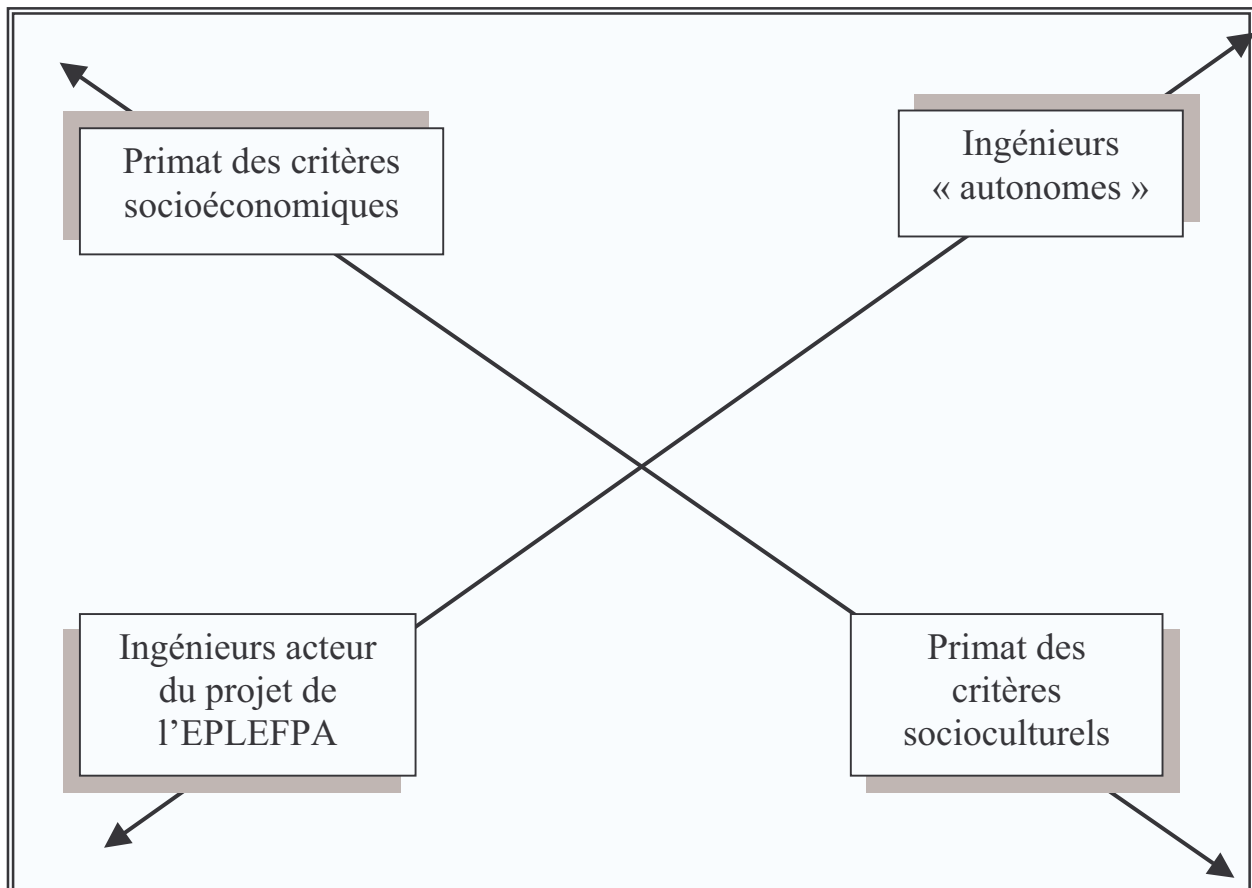 Primat des critères
socioéconomiques
Ingénieurs
« autonomes »
Ingénieurs acteur
du projet de
l’EPLEFPA
Primat des
critères
socioculturels